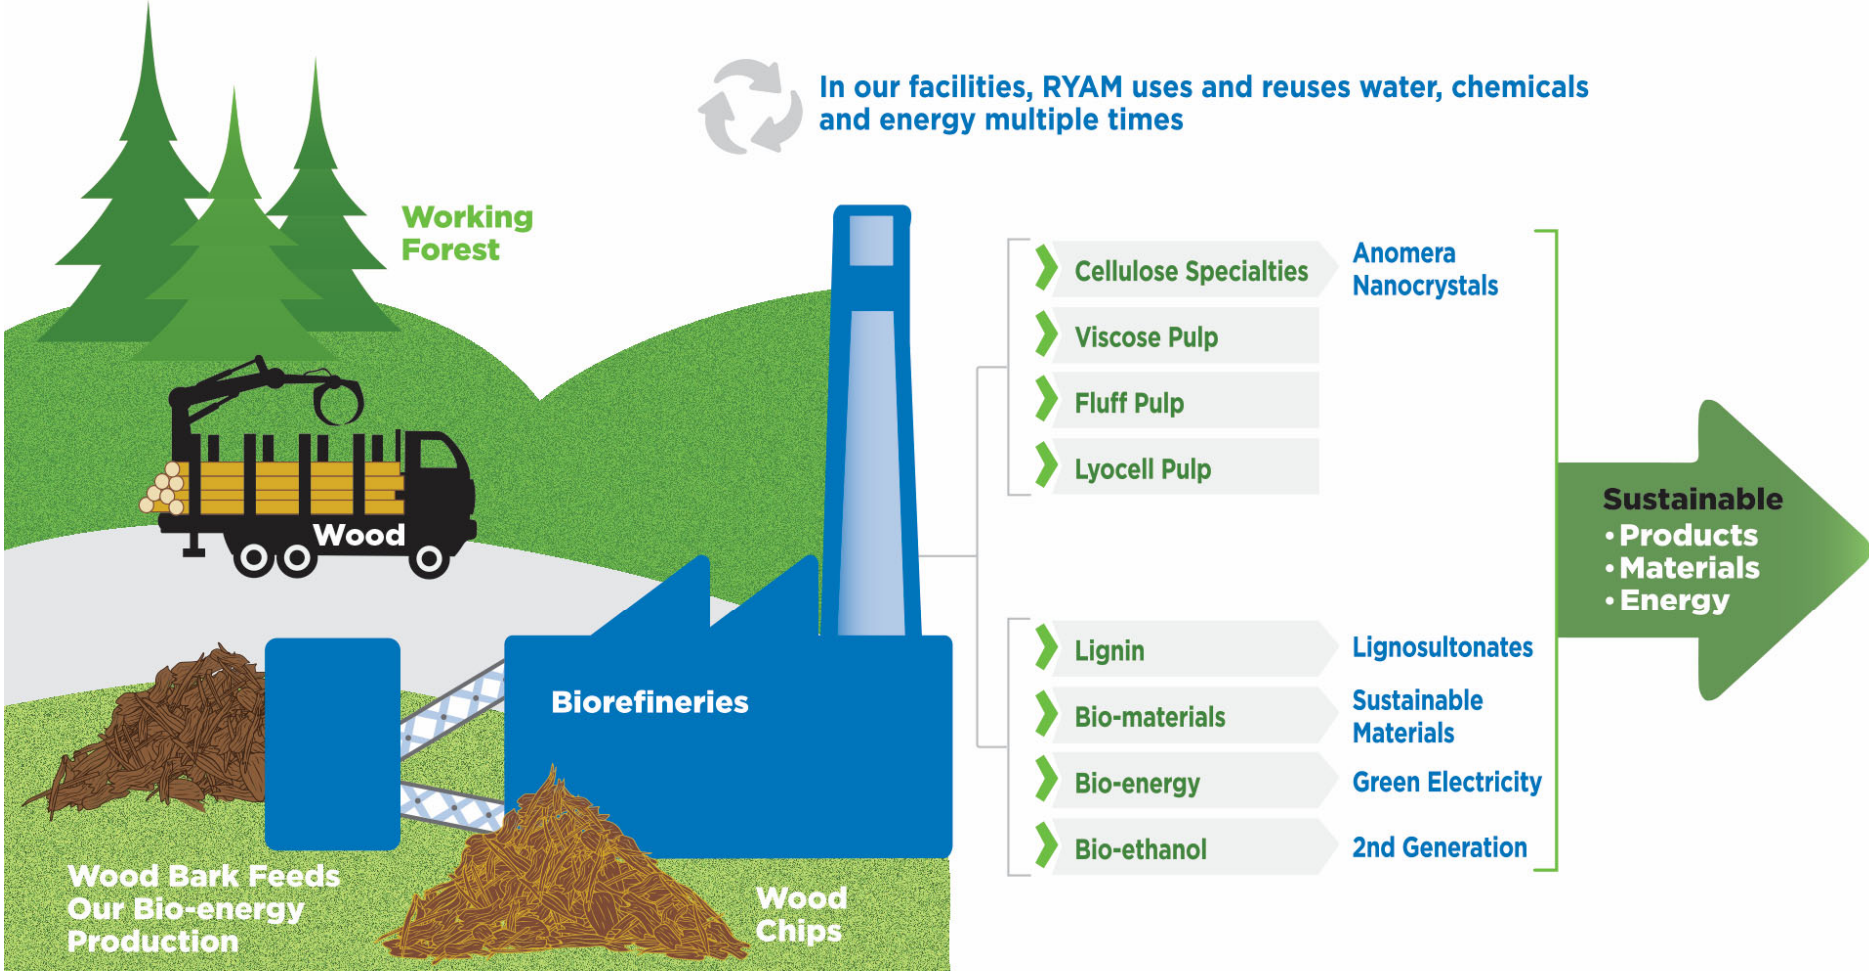 In our facilities, RYAM uses and reuses water, chemicals
and energy multiple times
Working
Forest
Wood
Biorefineries
Wood Bark Feeds
Our Bio-energy
Production
Wood
Chips
Cellulose Specialties
Anomera
Nanocrystals
Viscose Pulp
Fluff Pulp
Lyocell Pulp
Lignin
Lignosultonates
Bio-materials
Sustainable
Materials
Bio-energy
Green Electricity
Bio-ethanol
2nd Generation
Sustainable
• Products
• Materials
• Energy